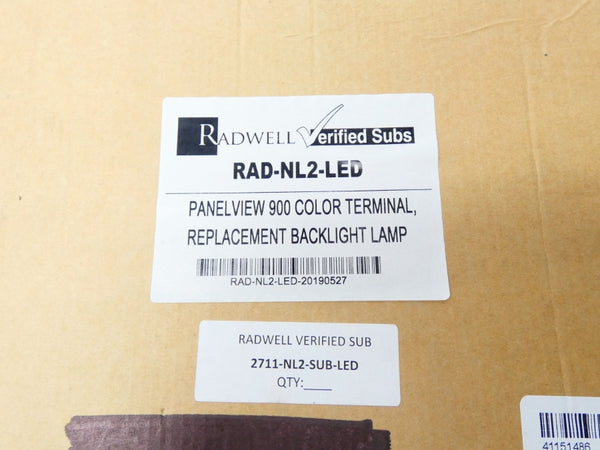 RADWELL Verified Subs
RAD-NL2-LED
PANELVIEW 900 COLOR TERMINAL,
REPLACEMENT BACKLIGHT LAMP
RAD-NL2-LED-20190527
RADWELL VERIFIED SUB
2711-NL2-SUB-LED
QTY:____
41151486